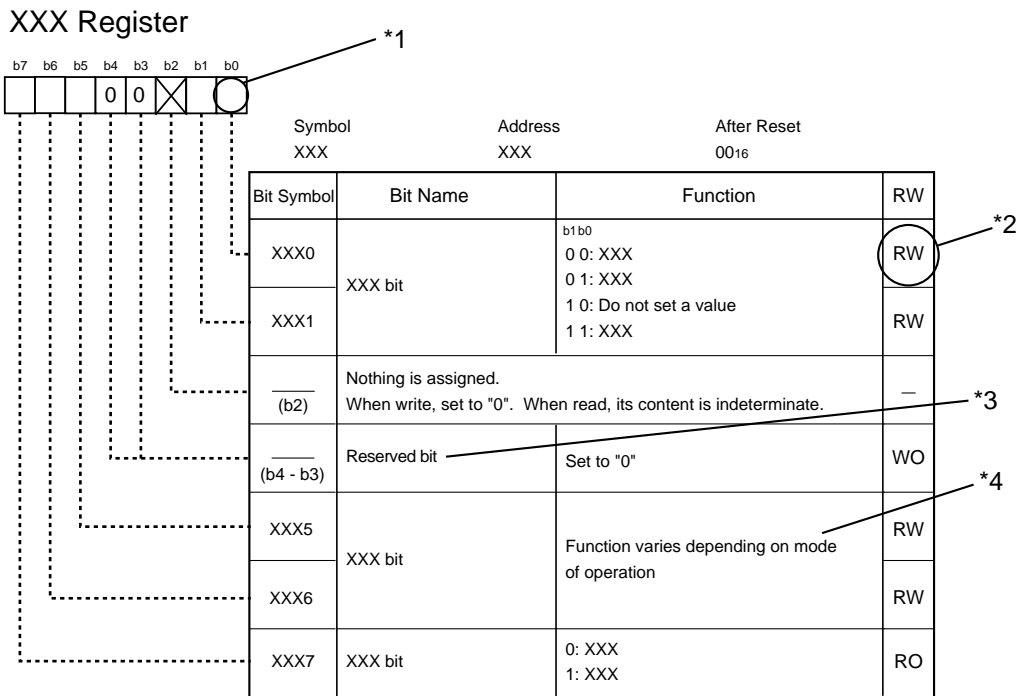 XXX Register
*1
b7 b6 b5 b4 b3 b2 b1 b0
0 0
Symbol Address After Reset
XXX XXX 0016
Bit Symbol Bit Name Function RW
*2
XXX0 XXX bit b1 b0 RW
0 0: XXX
0 1: XXX
1 0: Do not set a value
1 1: XXX
XXX1 RW
(b2) Nothing is assigned.
When write, set to "0". When read, its content is indeterminate. —
*3
(b4 - b3) Reserved bit Set to "0" WO
*4
XXX5 XXX bit Function varies depending on mode RW
of operation
XXX6 RW
XXX7 XXX bit 0: XXX RO
1: XXX